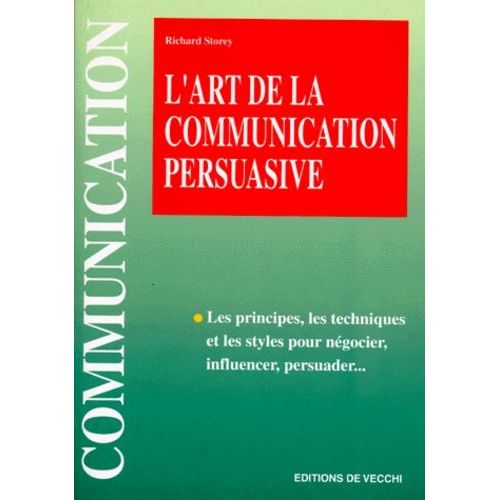 Richard Storey
L'ART DE LA
COMMUNICATION
PERSUASIVE
COMMUNICATION
Les principes, les techniques
et les styles pour négocier,
influencer, persuader...
EDITIONS DE VECCHI